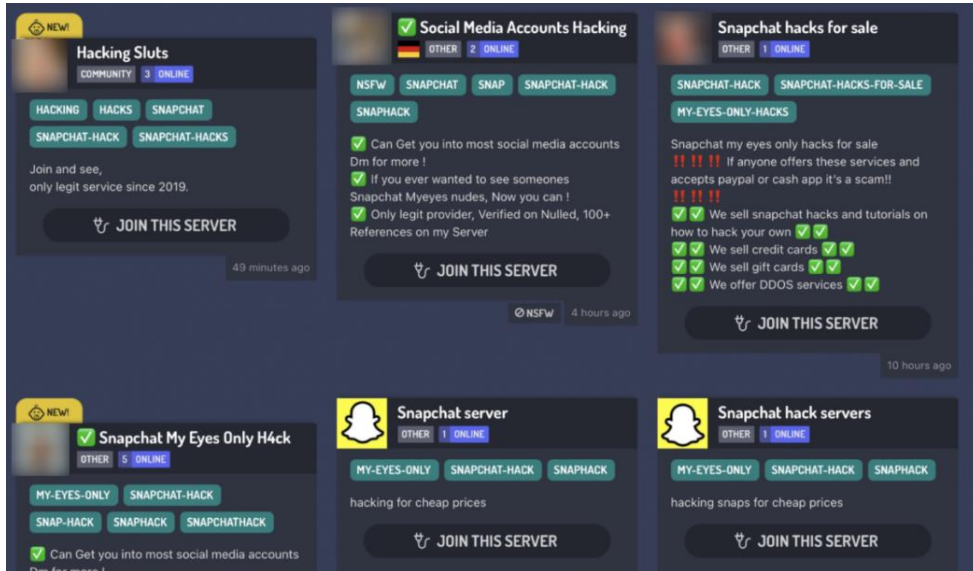 NEW!
Hacking Sluts
COMMUNITY 3 ONLINE
HACKING HACKS SNAPCHAT
SNAPCHAT-HACK SNAPCHAT-HACKS
Join and see,
only legit service since 2019.
JOIN THIS SERVER
49 minutes ago
✅ Social Media Accounts Hacking
OTHER 2 ONLINE
NSFW SNAPCHAT SNAP SNAPCHAT-HACK
SNAPHACK
✅ Can Get you into most social media accounts
Dm for more !
✅ If you ever wanted to see someones
Snapchat Myeyes nudes, Now you can !
✅ Only legit provider, Verified on Nulled, 100+
References on my Server
JOIN THIS SERVER
NSFW 4 hours ago
Snapchat hacks for sale
OTHER 1 ONLINE
SNAPCHAT-HACK SNAPCHAT-HACKS-FOR-SALE
MY-EYES-ONLY-HACKS
Snapchat my eyes only hacks for sale
‼️ ‼️ ‼️ If anyone offers these services and
accepts paypal or cash app it's a scam!!
‼️ ‼️ ‼️
✅ ✅ We sell snapchat hacks and tutorials on
how to hack your own ✅ ✅
✅ ✅ We sell credit cards ✅ ✅
✅ ✅ We sell gift cards ✅ ✅
✅ ✅ We offer DDOS services ✅ ✅
JOIN THIS SERVER
10 hours ago
NEW!
✅ Snapchat My Eyes Only H4ck
OTHER 5 ONLINE
MY-EYES-ONLY SNAPCHAT-HACK
SNAP-HACK SNAPHACK SNAPCHATHACK
✅ Can Get you into most social media accounts
Dm for more !
Snapchat server
OTHER 1 ONLINE
MY-EYES-ONLY SNAPCHAT-HACK SNAPHACK
hacking for cheap prices
JOIN THIS SERVER
Snapchat hack servers
OTHER 1 ONLINE
MY-EYES-ONLY SNAPCHAT-HACK SNAPHACK
hacking snaps for cheap prices
JOIN THIS SERVER